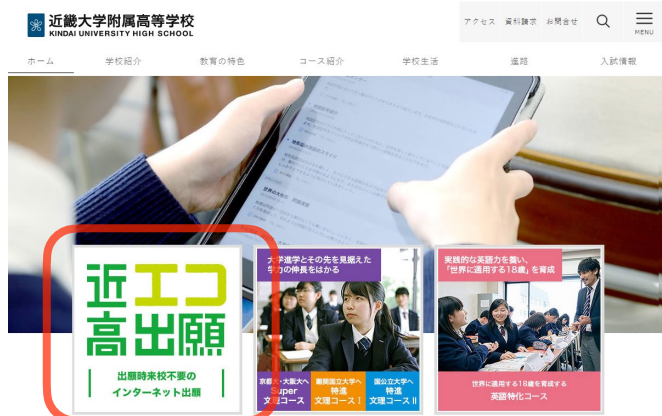 近畿大学附属高等学校
KINDAI UNIVERSITY HIGH SCHOOL
アクセス 資料請求 お問合せ
MENU
ホーム 学校紹介 教育の特色 コース紹介 学校生活 進路 入試情報
近エコ
高出願
出願時来校不要の
インターネット出願
大学進学とその先を見据えた
学力の伸長をはかる
京都大・大阪大へ
Super
文理コース
難関国立大学へ
特進
文理コースⅠ
国公立大学へ
特進
文理コースⅡ
実践的な英語力を養い、
「世界に通用する18歳」を育成
世界に通用する18歳を育成する
英語特化コース